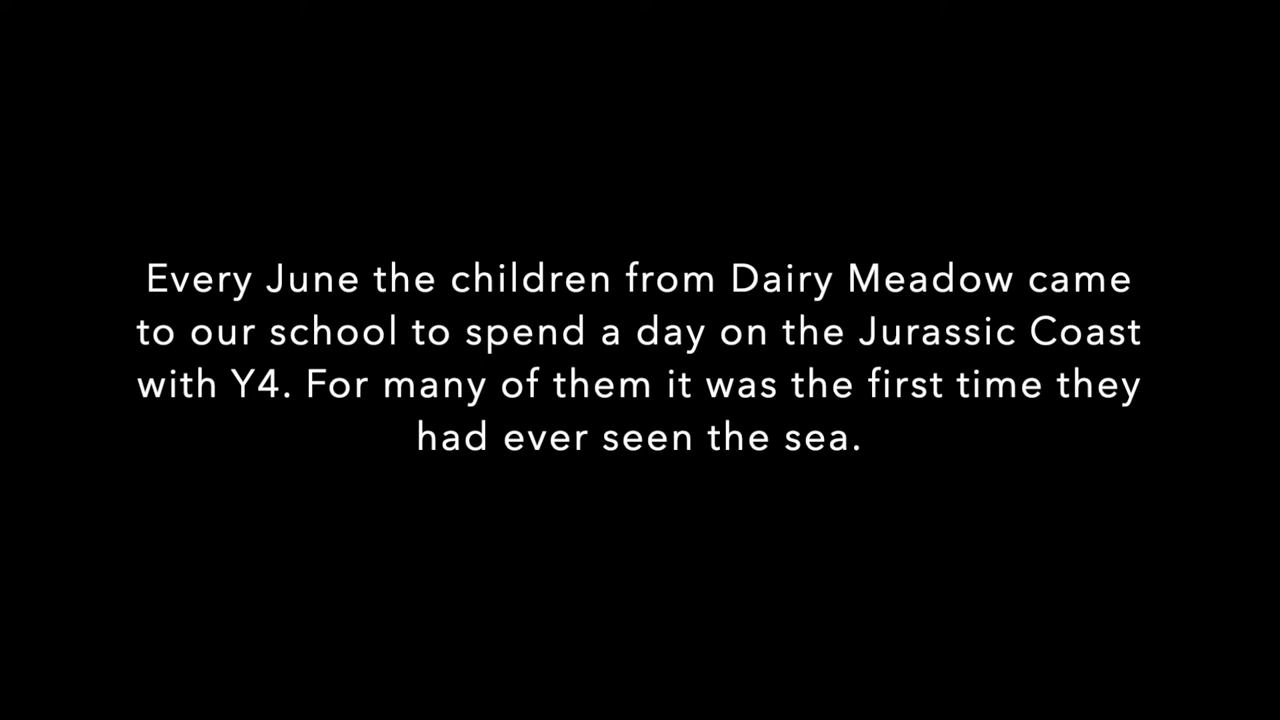 Every June the children from Dairy Meadow came
to our school to spend a day on the Jurassic Coast
with Y4. For many of them it was the first time they
had ever seen the sea.